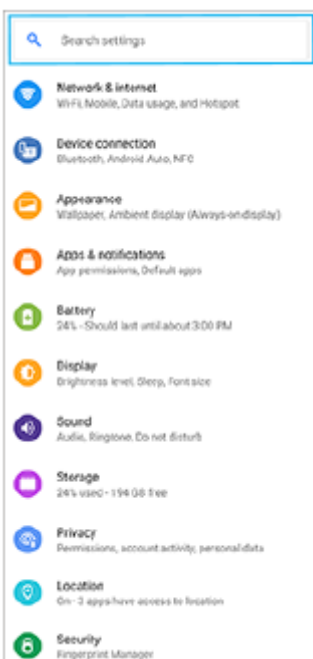 Search settings
Network & internet
Wi-Fi, Mobile, Data usage, and Hotspot
Device connection
Bluetooth, Android Auto, NFC
Appearance
Wallpaper, Ambient display (Always-on display)
Apps & notifications
App permissions, Default apps
Battery
24% - Should last until about 3:00 PM
Display
Brightness level, Sleep, Font size
Sound
Audio, Ringtone, Do not disturb
Storage
24% used - 194 GB free
Privacy
Permissions, account activity, personal data
Location
On - 3 apps have access to location
Security
Fingerprint Manager